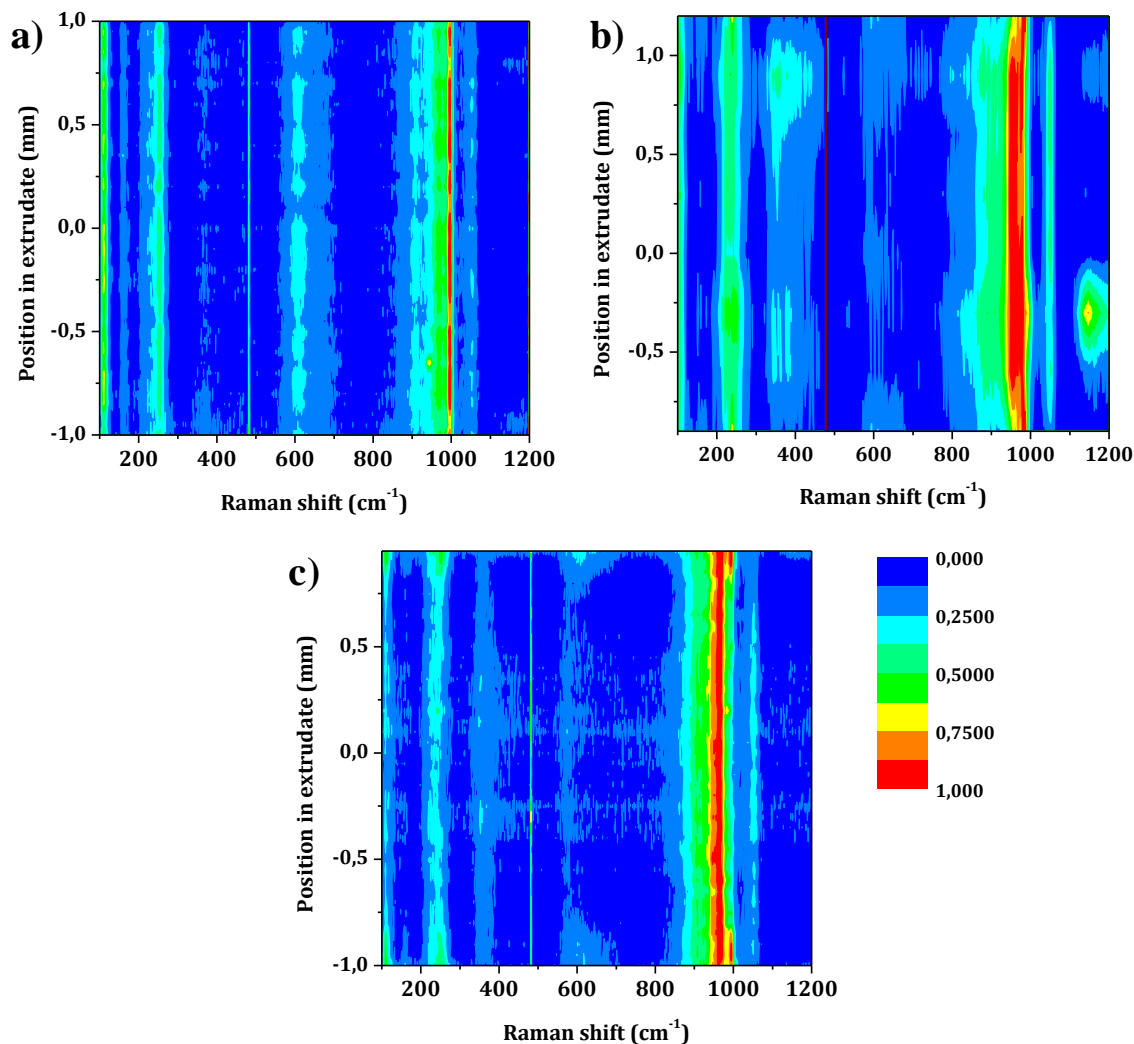 a)
1,0
0,5
0,0
-0,5
-1,0
Position in extrudate (mm)
200 400 600 800 1000 1200
Raman shift (cm-1)
b)
1,0
0,5
0,0
-0,5
Position in extrudate (mm)
200 400 600 800 1000 1200
Raman shift (cm-1)
c)
0,5
0,0
-0,5
-1,0
Position in extrudate (mm)
200 400 600 800 1000 1200
Raman shift (cm-1)
0,000
0,2500
0,5000
0,7500
1,000